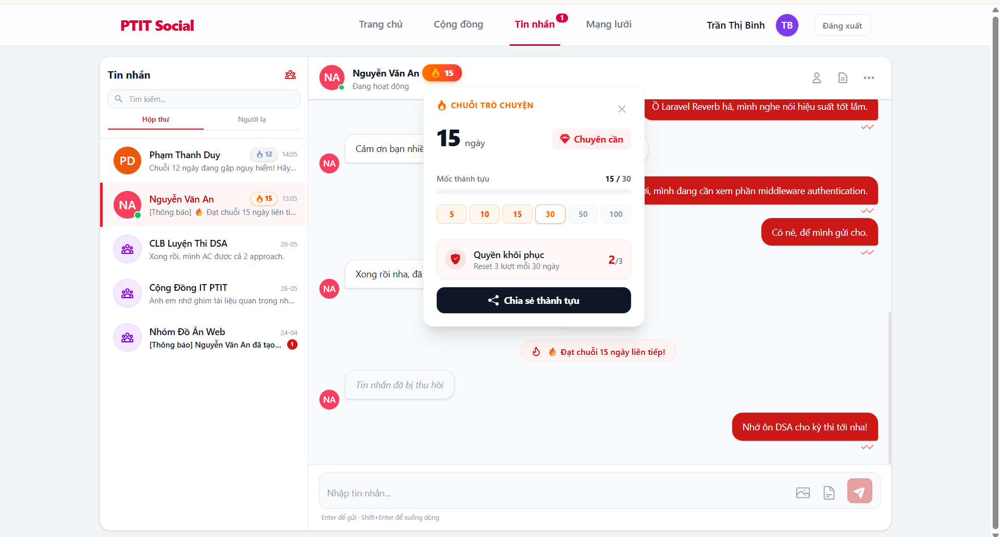 PTIT Social
Trang chủ
Cộng đồng
Tin nhắn
1
Mạng lưới
Trần Thị Bình
TB
Đăng xuất
Tin nhắn
Tìm kiếm...
Hộp thư
Người lạ
PD
Phạm Thanh Duy
12
14:05
Chuỗi 12 ngày đang gặp nguy hiểm! Hãy...
NA
Nguyễn Văn An
15
13:05
[Thông báo] 🔥 Đạt chuỗi 15 ngày liên ti...
CLB Luyện Thi DSA
26-05
Xong rồi, mình AC được cả 2 approach.
Cộng Đồng IT PTIT
26-05
Anh em nhớ ghim tài liệu quan trọng nh...
Nhóm Đồ Án Web
24-04
[Thông báo] Nguyễn Văn An đã tạo...
1
NA
Nguyễn Văn An
🔥 15
Đang hoạt động
CHUỖI TRÒ CHUYỆN
15 ngày
Chuyên cần
Mốc thành tựu
15 / 30
5
10
15
30
50
100
Quyền khôi phục
Reset 3 lượt mỗi 30 ngày
2/3
Chia sẻ thành tựu
Ồ Laravel Reverb hả, mình nghe nói hiệu suất tốt lắm.
NA
Cảm ơn bạn nhiề
ơi, mình đang cần xem phần middleware authentication.
Có nè, để mình gửi cho.
NA
Xong rồi nha, đã
🔥 Đạt chuỗi 15 ngày liên tiếp!
NA
Tin nhắn đã bị thu hồi
Nhớ ôn DSA cho kỳ thi tới nha!
Nhập tin nhắn...
Enter để gửi · Shift+Enter để xuống dòng